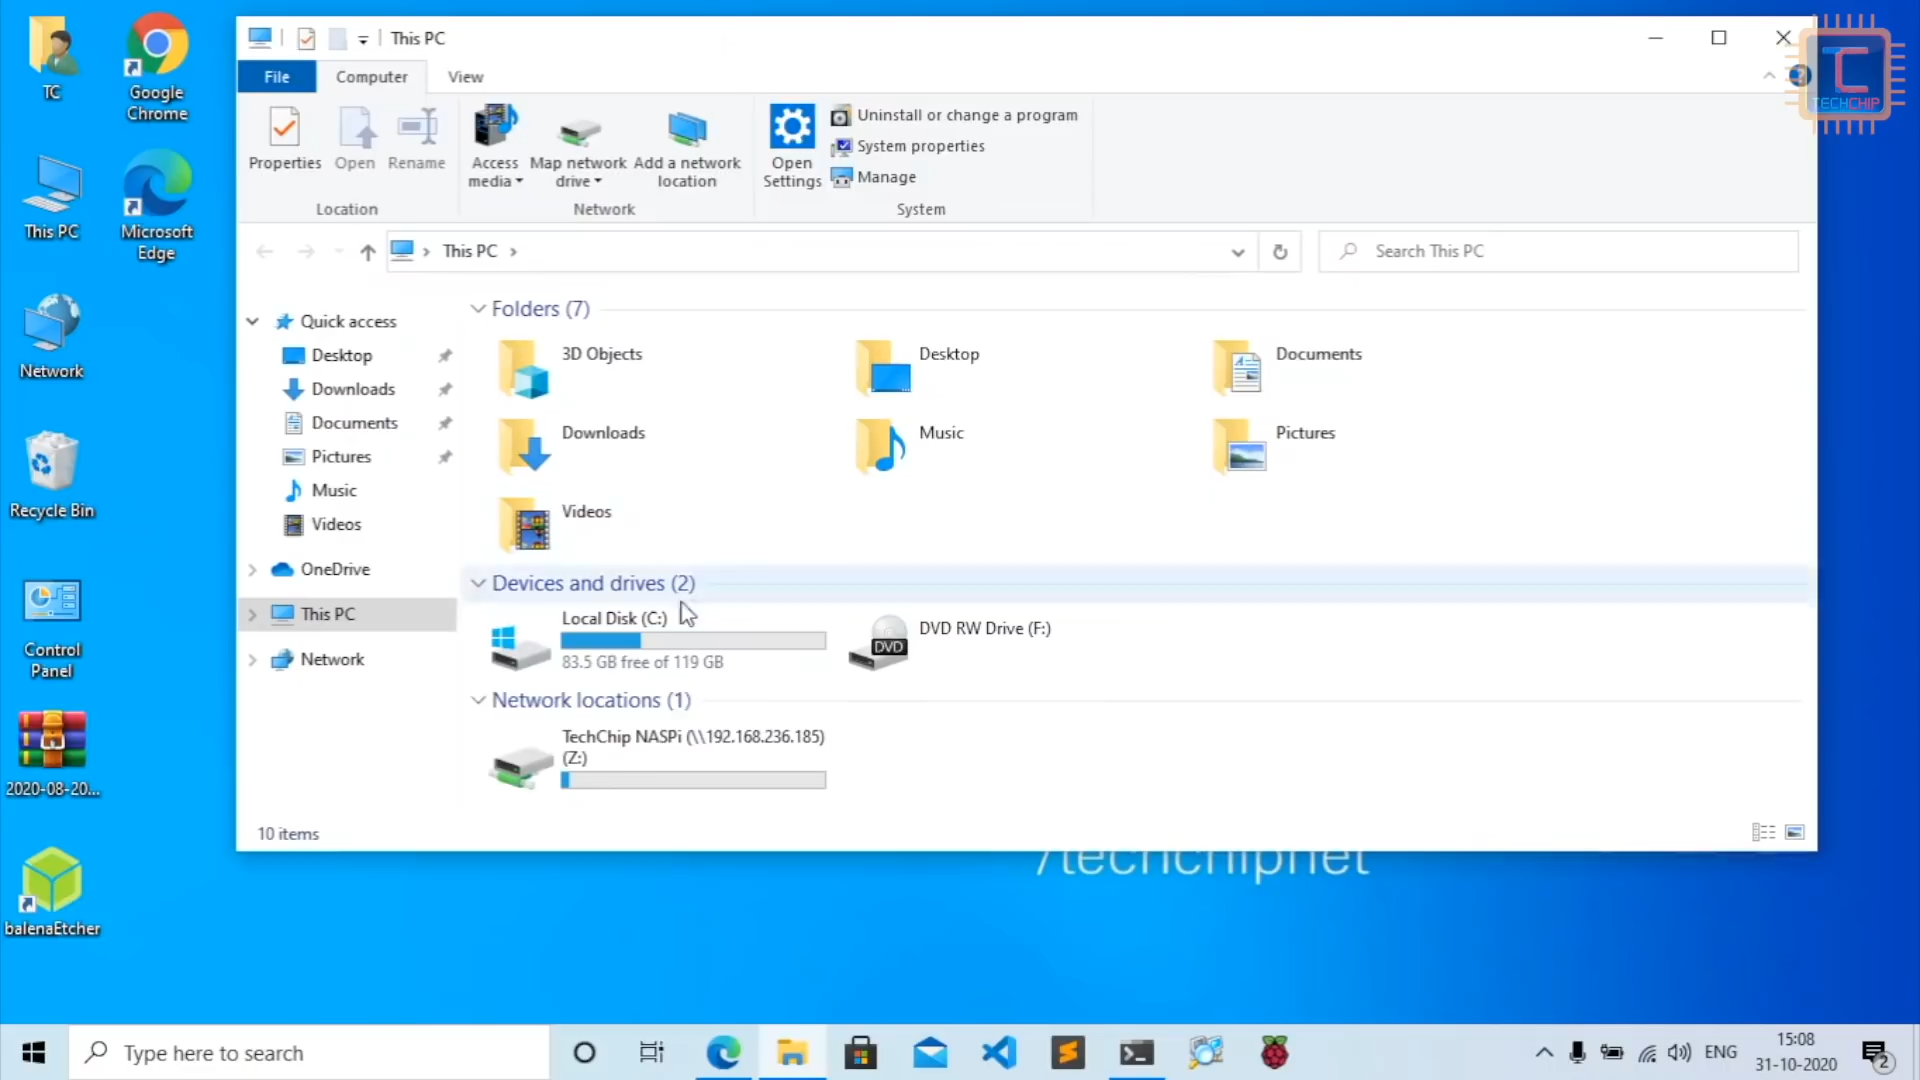 TC
Google
Chrome
This PC
Microsoft
Edge
Network
Recycle Bin
Control
Panel
2020-08-20...
balenaEtcher
This PC
TC
TECHCHIP
File
Computer
View
Properties
Open
Rename
Access
media
Map network
drive
Add a network
location
Open
Settings
Uninstall or change a program
System properties
Manage
Location
Network
System
This PC
Search This PC
Quick access
Desktop
Downloads
Documents
Pictures
Music
Videos
OneDrive
This PC
Network
Folders (7)
3D Objects
Desktop
Documents
Downloads
Music
Pictures
Videos
Devices and drives (2)
Local Disk (C:)
83.5 GB free of 119 GB
DVD
DVD RW Drive (F:)
Network locations (1)
TechChip NASPi (\\192.168.236.185)
(Z:)
10 items
/techchipnet
Type here to search
ENG
15:08
31-10-2020
2